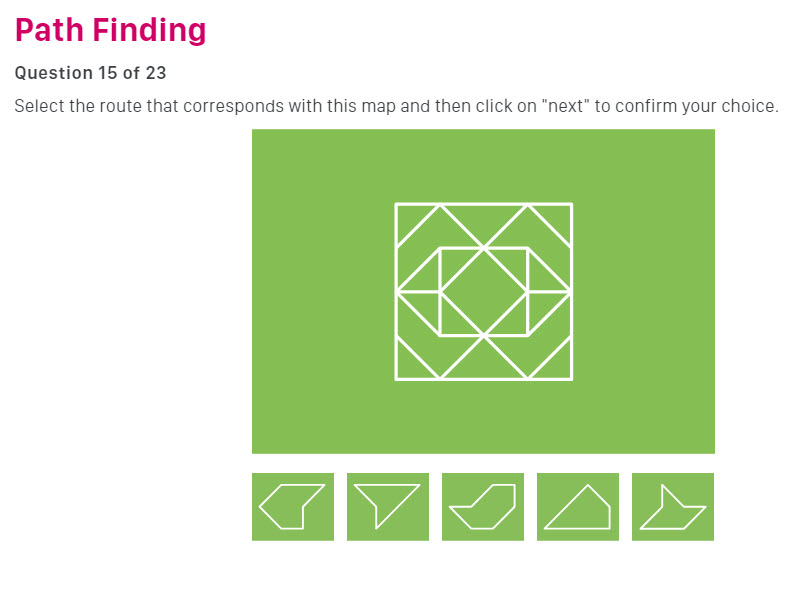 Path Finding
Question 15 of 23
Select the route that corresponds with this map and then click on "next" to confirm your choice.